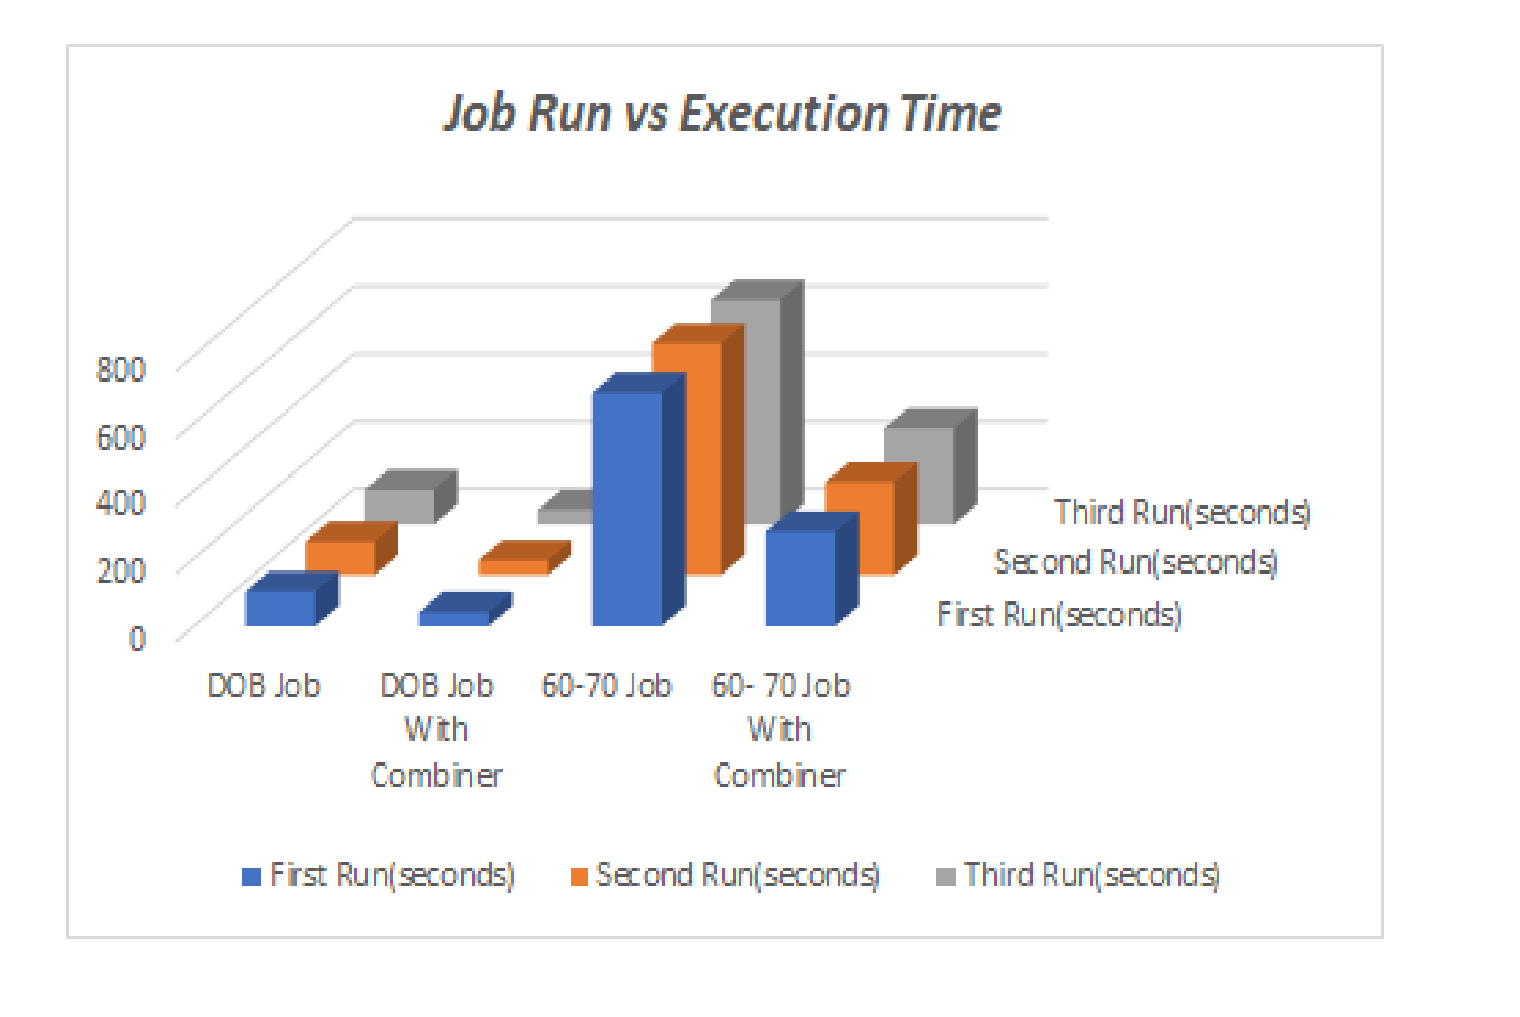 Job Run vs Execution Time
800
600
400
200
0
Third Run(seconds)
Second Run(seconds)
First Run(seconds)
DOB Job
DOB Job
With
Combiner
60-70 Job
60- 70 Job
With
Combiner
First Run(seconds)
Second Run(seconds)
Third Run(seconds)